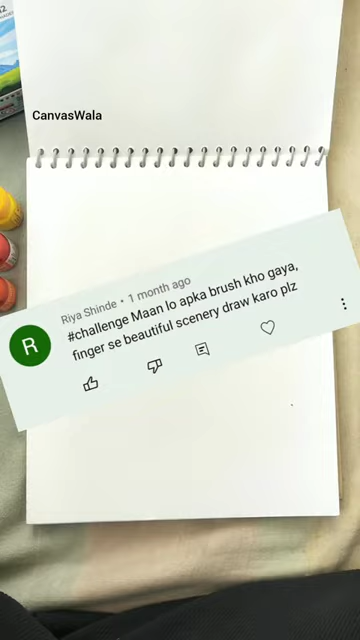 CanvasWala
Riya Shinde • 1 month ago
#challenge Maan lo apka brush kho gaya,
finger se beautiful scenery draw karo plz
R